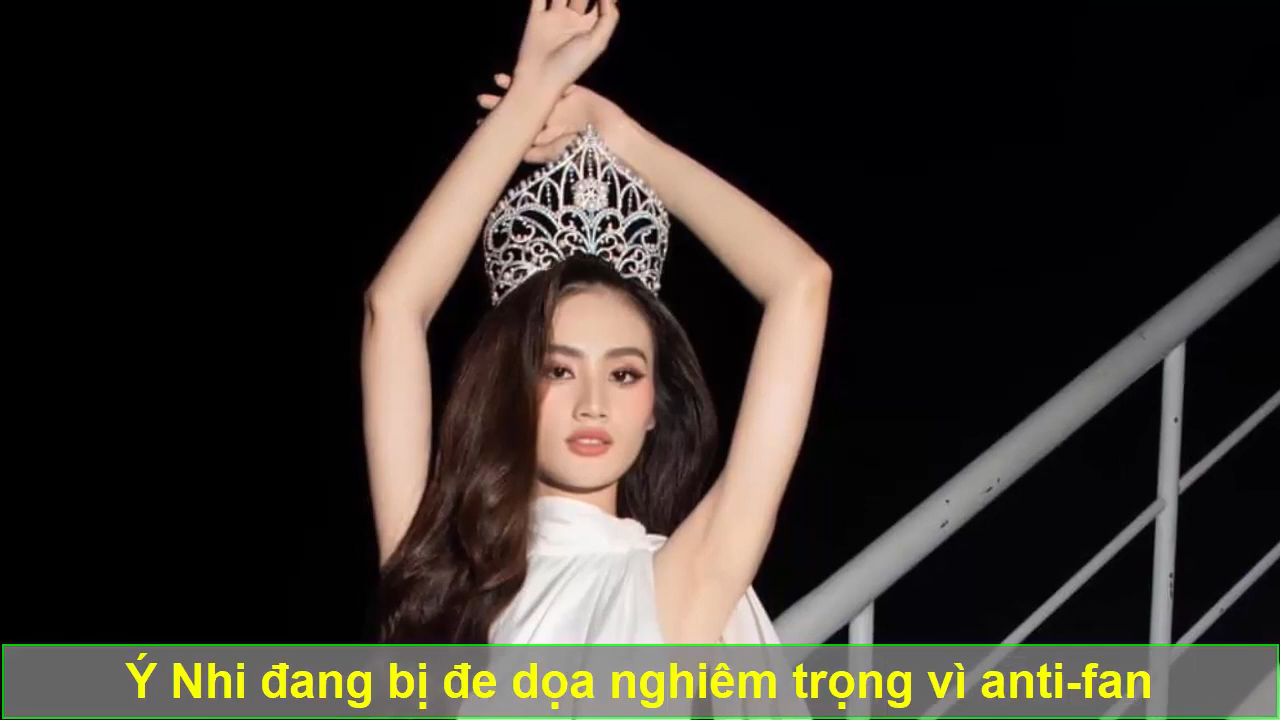 Ý Nhi đang bị đe dọa nghiêm trọng vì anti-fan